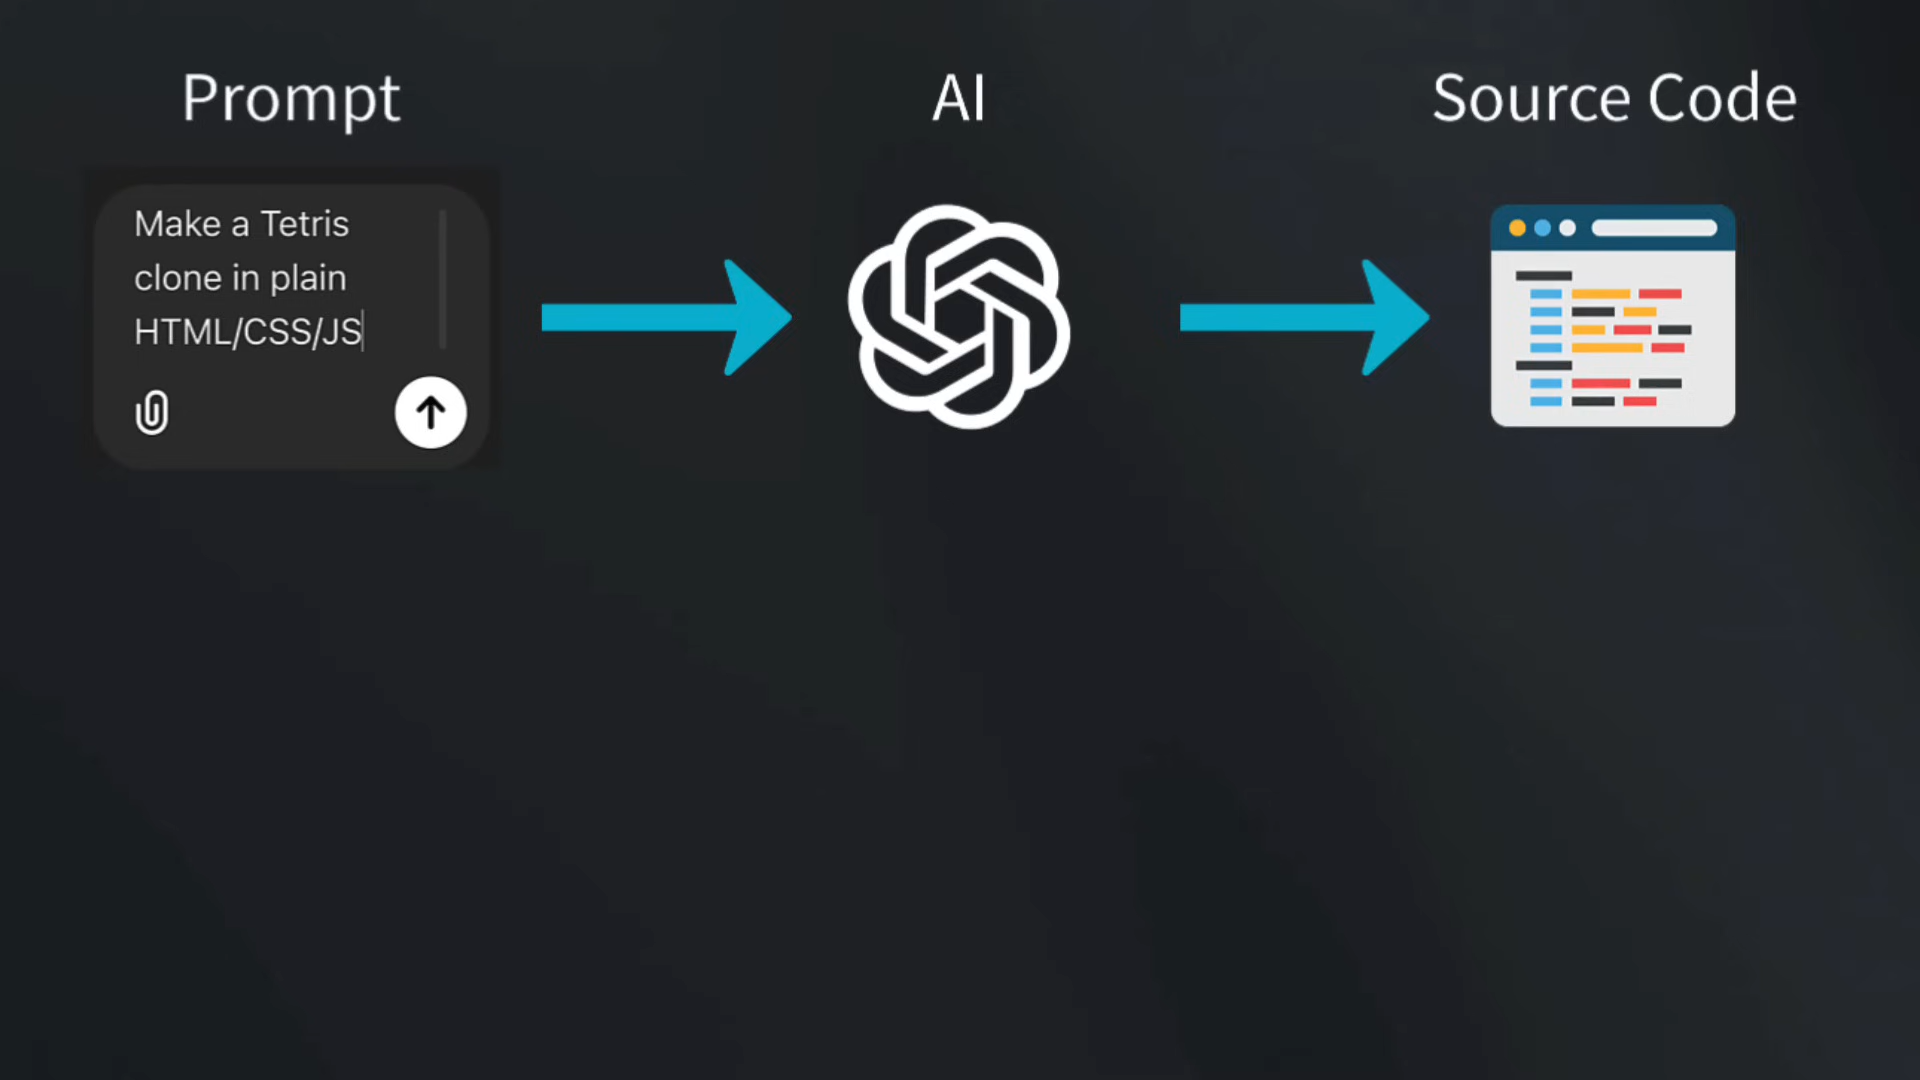 Prompt
AI
Source Code
Make a Tetris
clone in plain
HTML/CSS/JS